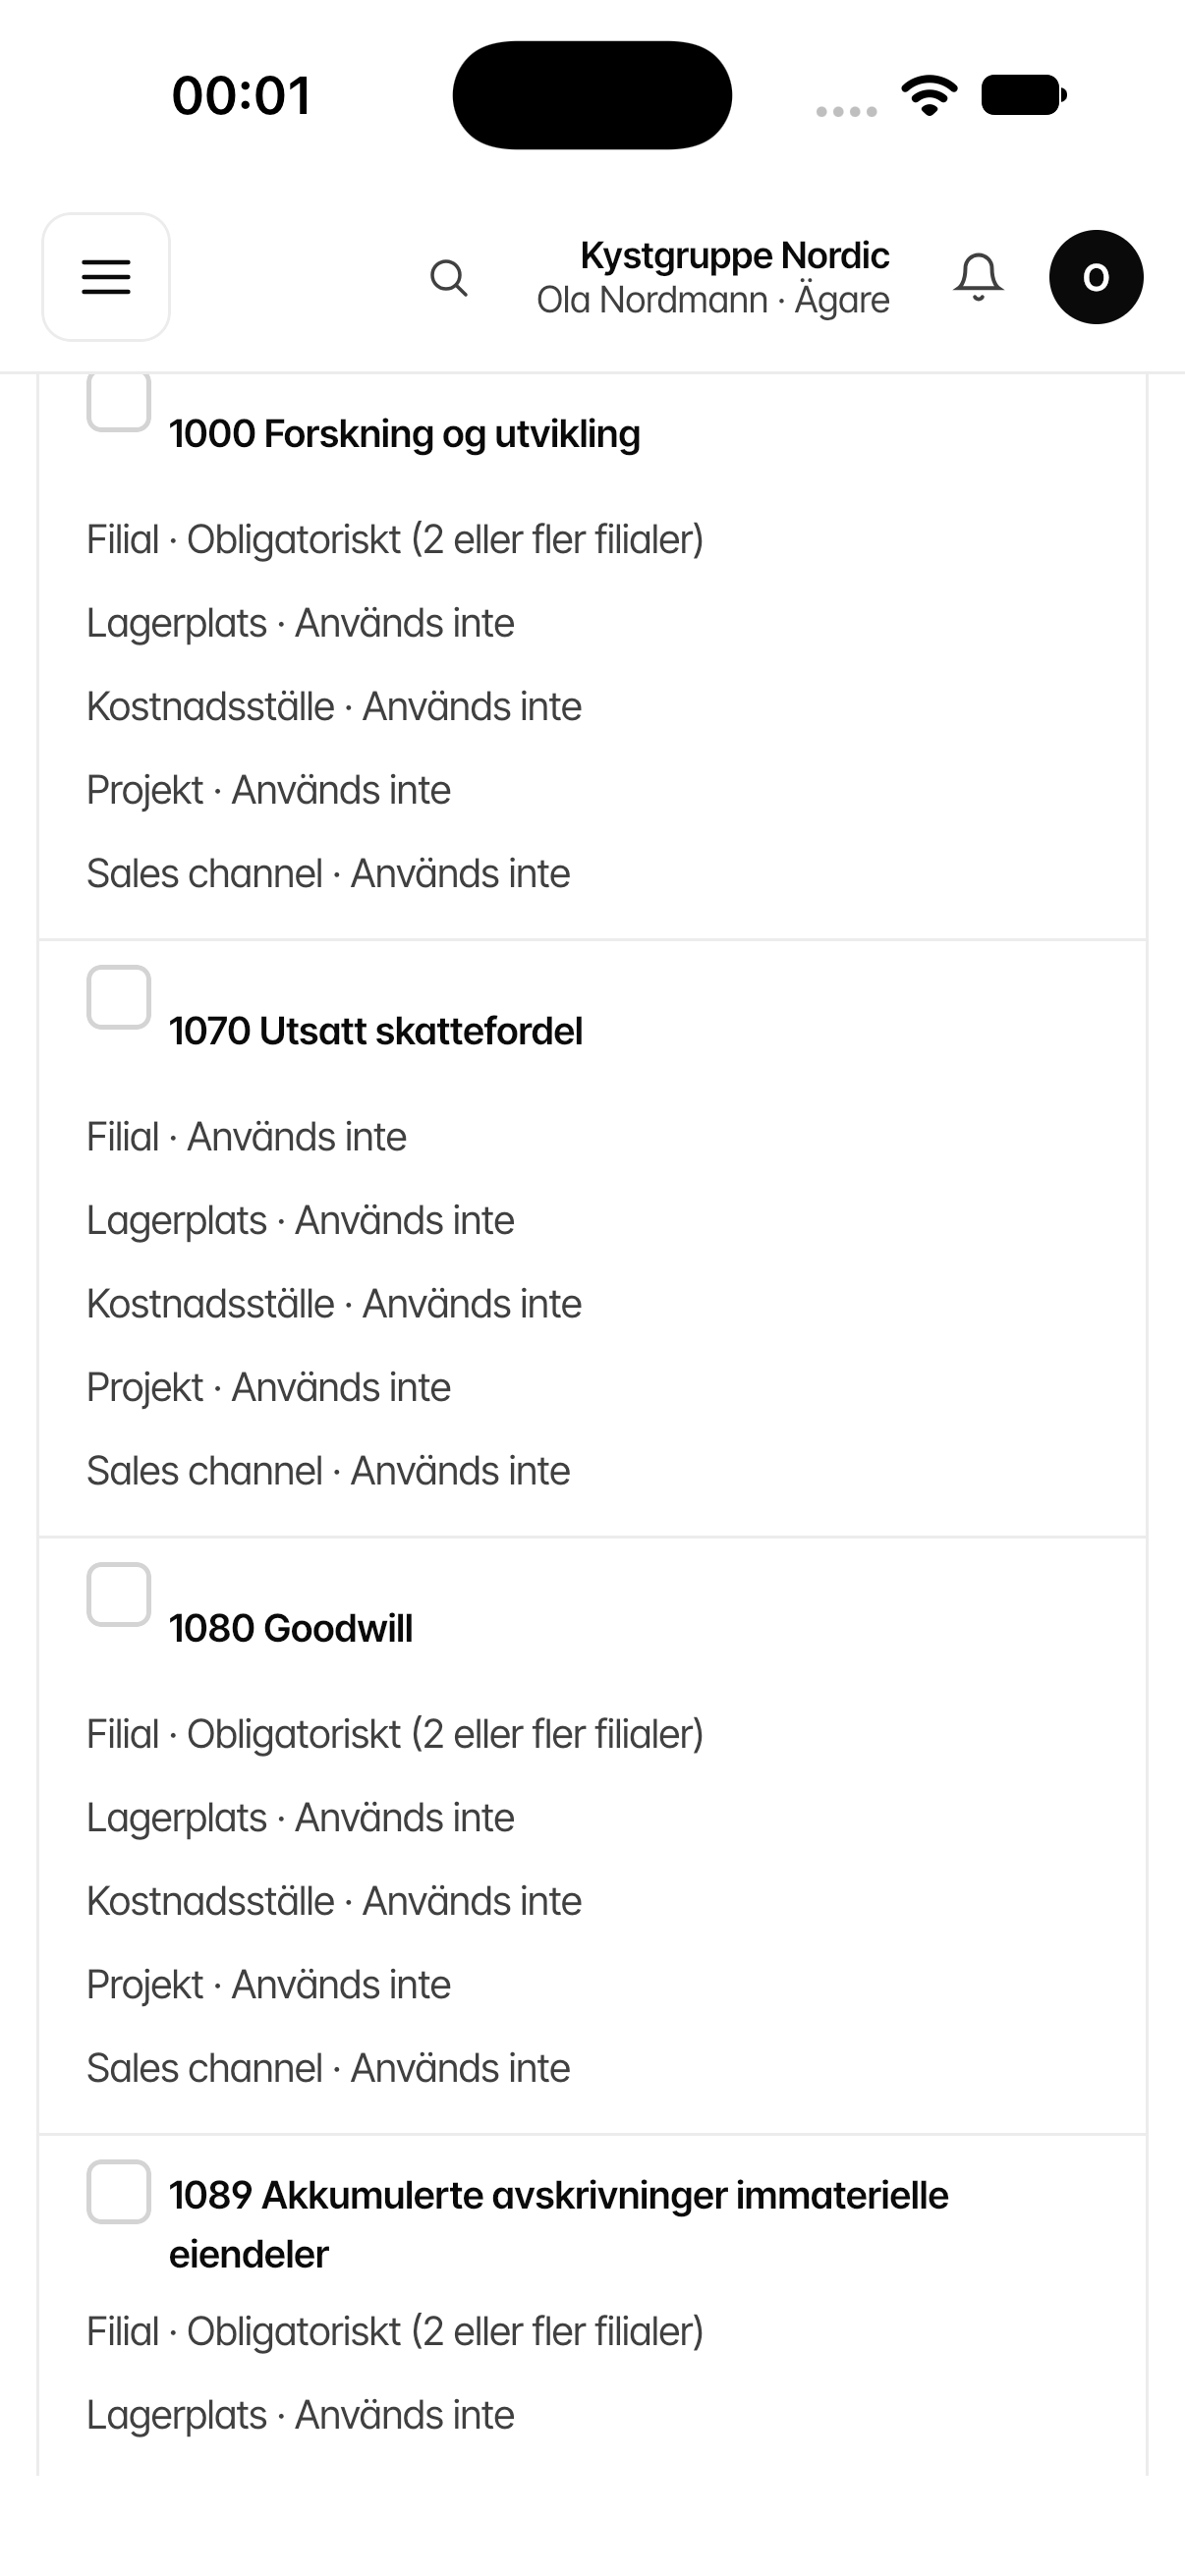 00:01
Kystgruppe Nordic
Ola Nordmann · Ägare
O
1000 Forskning og utvikling
Filial · Obligatoriskt (2 eller fler filialer)
Lagerplats · Används inte
Kostnadsställe · Används inte
Projekt · Används inte
Sales channel · Används inte
1070 Utsatt skattefordel
Filial · Används inte
Lagerplats · Används inte
Kostnadsställe · Används inte
Projekt · Används inte
Sales channel · Används inte
1080 Goodwill
Filial · Obligatoriskt (2 eller fler filialer)
Lagerplats · Används inte
Kostnadsställe · Används inte
Projekt · Används inte
Sales channel · Används inte
1089 Akkumulerte avskrivninger immaterielle
eiendeler
Filial · Obligatoriskt (2 eller fler filialer)
Lagerplats · Används inte